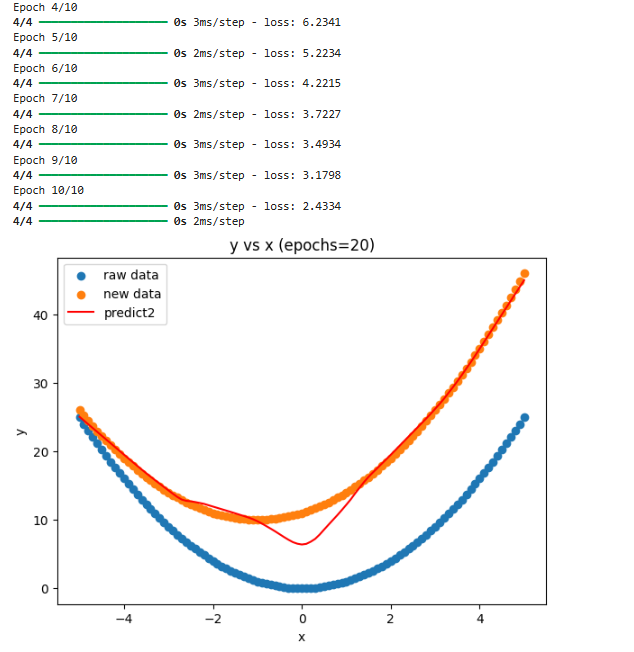 Epoch 4/10
4/4 ━━━━━━━━━━━━━━━━━━━━ 0s 3ms/step - loss: 6.2341
Epoch 5/10
4/4 ━━━━━━━━━━━━━━━━━━━━ 0s 2ms/step - loss: 5.2234
Epoch 6/10
4/4 ━━━━━━━━━━━━━━━━━━━━ 0s 3ms/step - loss: 4.2215
Epoch 7/10
4/4 ━━━━━━━━━━━━━━━━━━━━ 0s 2ms/step - loss: 3.7227
Epoch 8/10
4/4 ━━━━━━━━━━━━━━━━━━━━ 0s 3ms/step - loss: 3.4934
Epoch 9/10
4/4 ━━━━━━━━━━━━━━━━━━━━ 0s 3ms/step - loss: 3.1798
Epoch 10/10
4/4 ━━━━━━━━━━━━━━━━━━━━ 0s 3ms/step - loss: 2.4334
4/4 ━━━━━━━━━━━━━━━━━━━━ 0s 2ms/step
y vs x (epochs=20)
raw data
new data
predict2
40
30
20
10
0
y
−4 −2 0 2 4
x